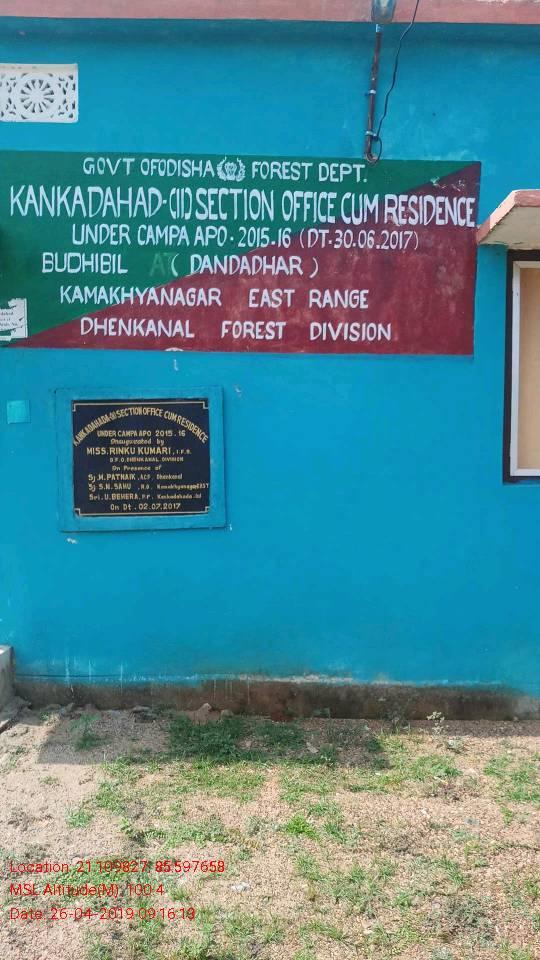 GOVT OFODISHA FOREST DEPT.
KANKADAHAD-(II) SECTION OFFICE CUM RESIDENCE
UNDER CAMPA APO-2015-16 (DT-30.06.2017)
BUDHIBIL AT ( DANDADHAR )
KAMAKHYANAGAR EAST RANGE
DHENKANAL FOREST DIVISION
KANKADAHADA-(II) SECTION OFFICE CUM RESIDENCE
UNDER CAMPA APO 2015.16
Inaugurated by
MISS. RINKU KUMARI, I.F.S.
D.F.O. DHENKANAL DIVISION
On Presence of
Sj. M. PATNAIK, ACF, Dhenkanal
Sj S.N. SAHU, R.O. Kamakhyanagar EAST
Sri. U. BEHERA, Fr. Kankadahada-(II)
On Dt. 02.07.2017
Location: 21.109827 85.597658
MSL Altitude(M): 100.4
Date: 26-04-2019 09:16:19